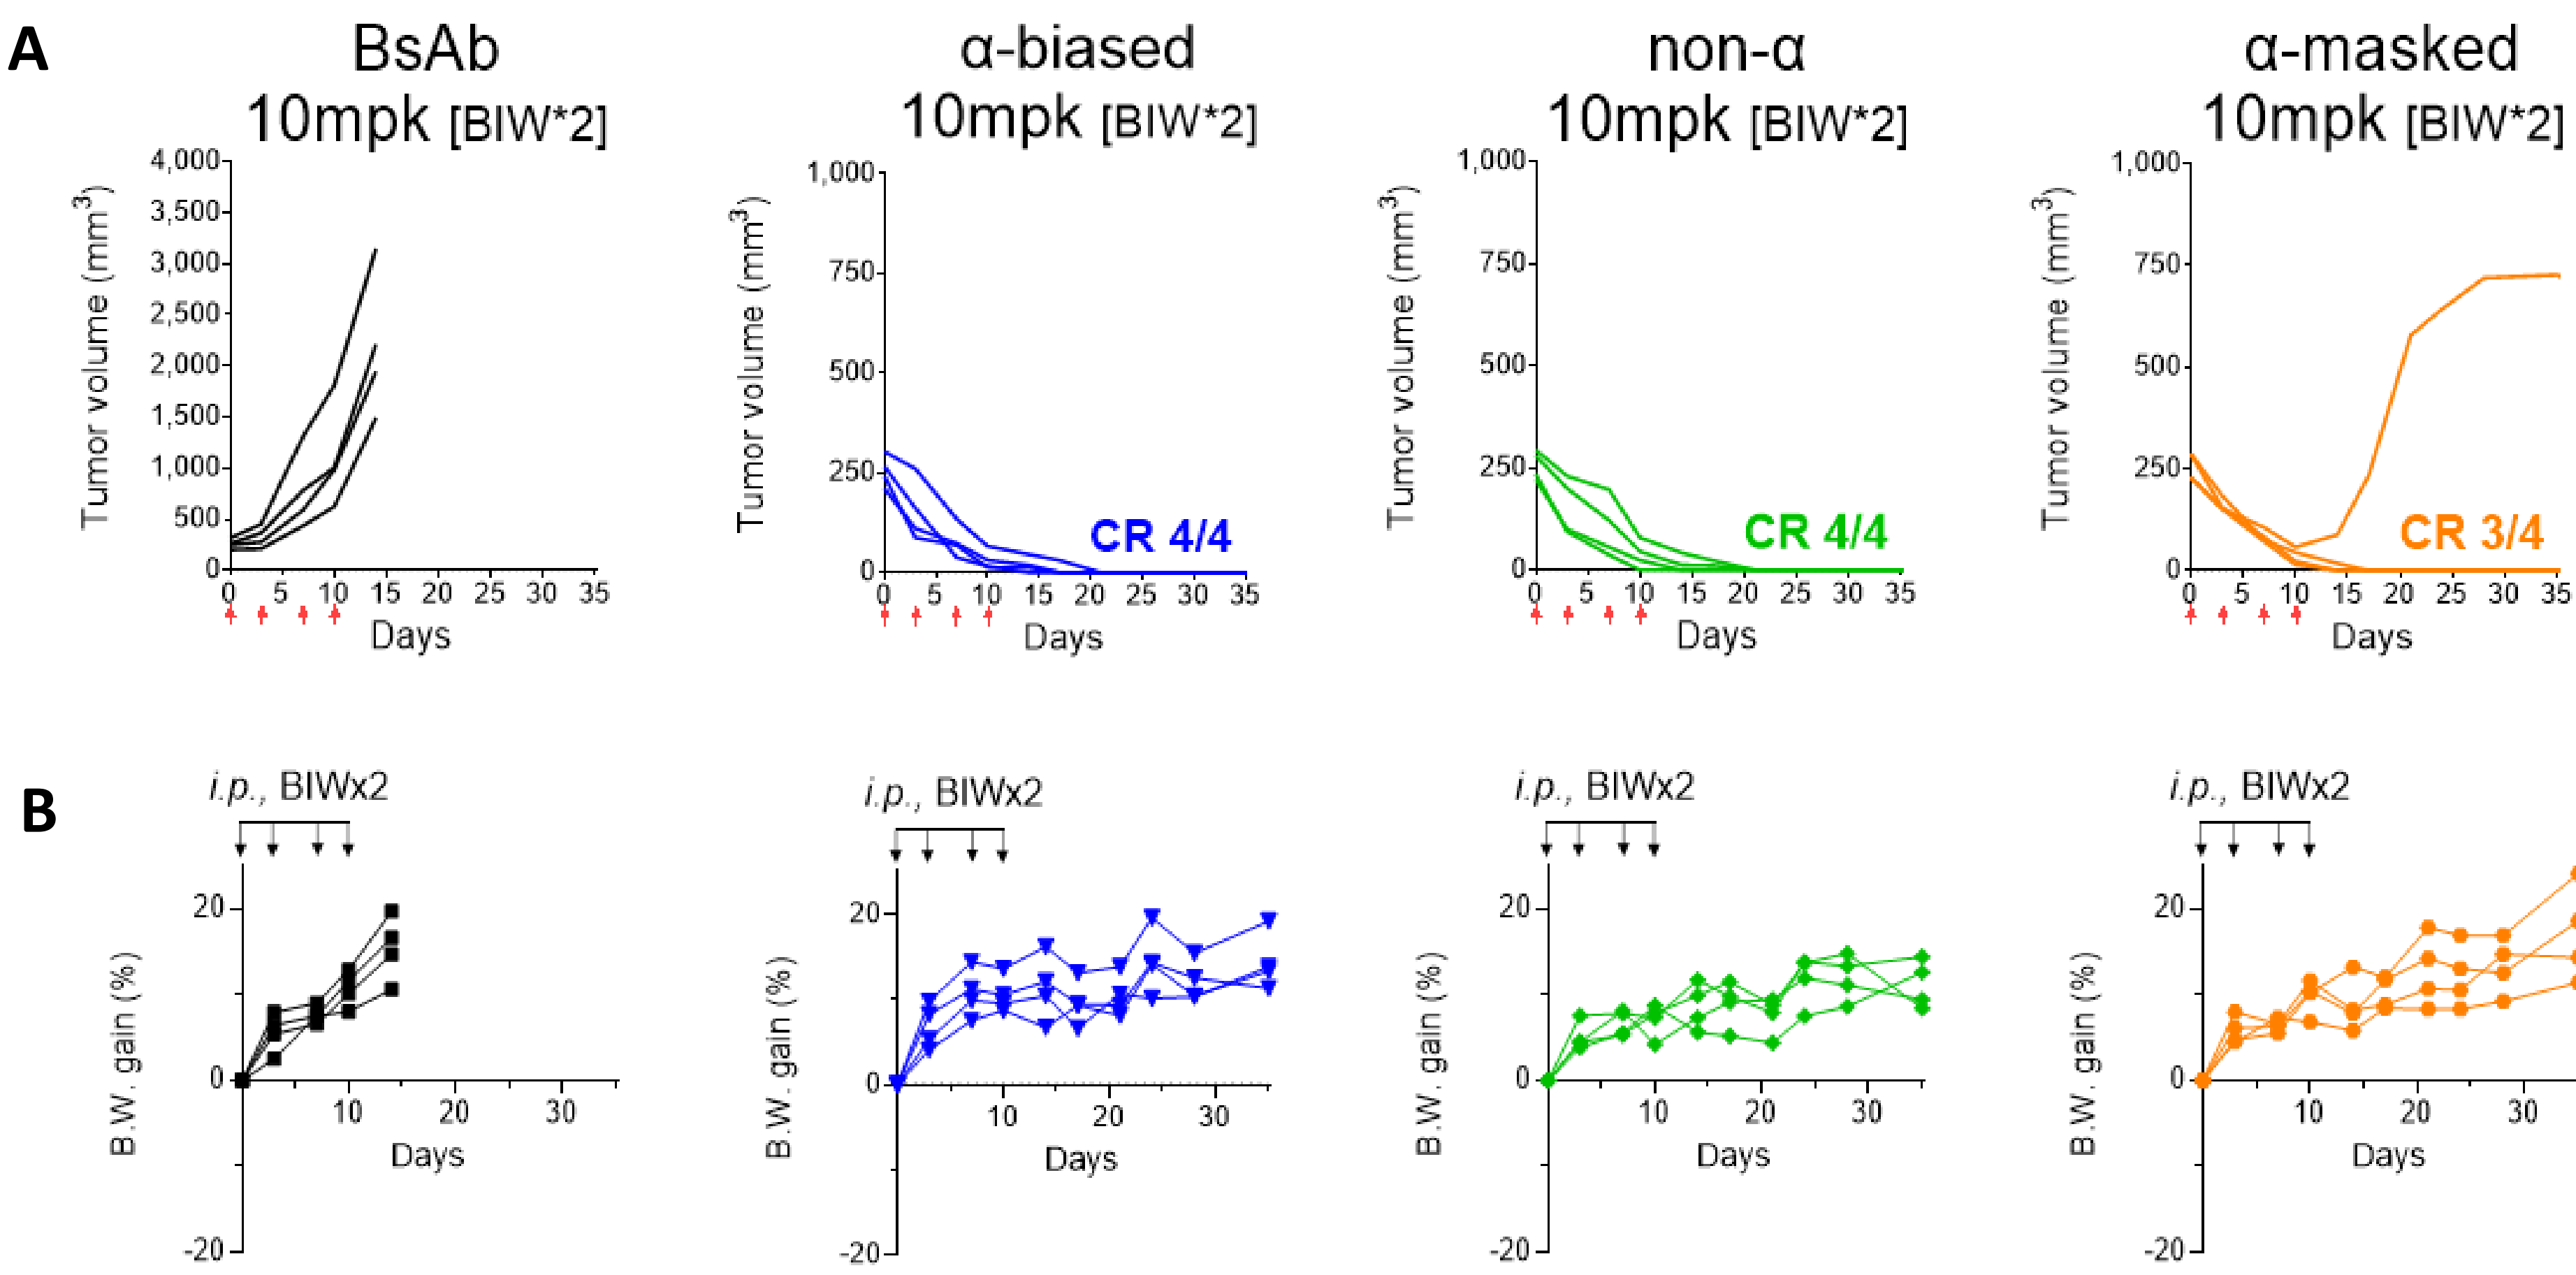 A
BsAb
10mpk [BIW*2]
Tumor volume (mm³)
4,000
3,500
3,000
2,500
2,000
1,500
1,000
500
0
0 5 10 15 20 25 30 35
Days
α-biased
10mpk [BIW*2]
Tumor volume (mm³)
1,000
750
500
250
0
CR 4/4
0 5 10 15 20 25 30 35
Days
non-α
10mpk [BIW*2]
Tumor volume (mm³)
1,000
750
500
250
0
CR 4/4
0 5 10 15 20 25 30 35
Days
α-masked
10mpk [BIW*2]
Tumor volume (mm³)
1,000
750
500
250
0
CR 3/4
0 5 10 15 20 25 30 35
Days
B
i.p., BIWx2
B.W. gain (%)
20
0
-20
10 20 30
Days
i.p., BIWx2
B.W. gain (%)
20
0
-20
10 20 30
Days
i.p., BIWx2
B.W. gain (%)
20
0
-20
10 20 30
Days
i.p., BIWx2
B.W. gain (%)
20
0
-20
10 20 30
Days